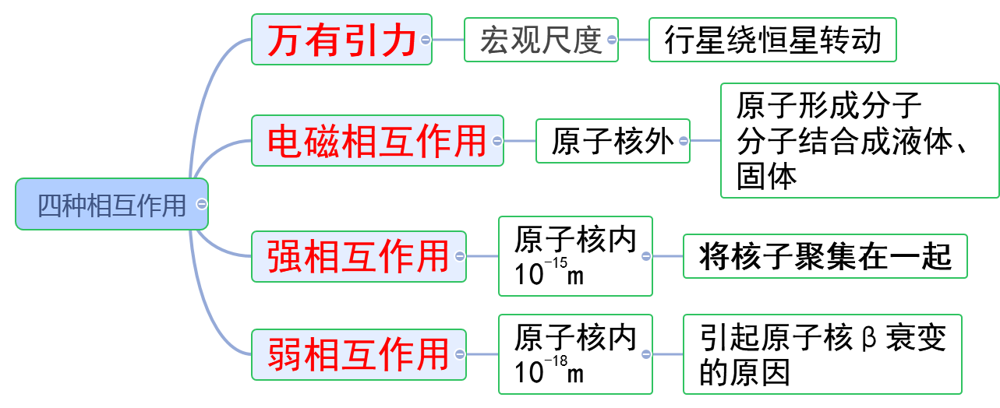 四种相互作用
万有引力
宏观尺度
行星绕恒星转动
电磁相互作用
原子核外
原子形成分子
分子结合成液体、
固体
强相互作用
原子核内
10⁻¹⁵m
将核子聚集在一起
弱相互作用
原子核内
10⁻¹⁸m
引起原子核β衰变
的原因